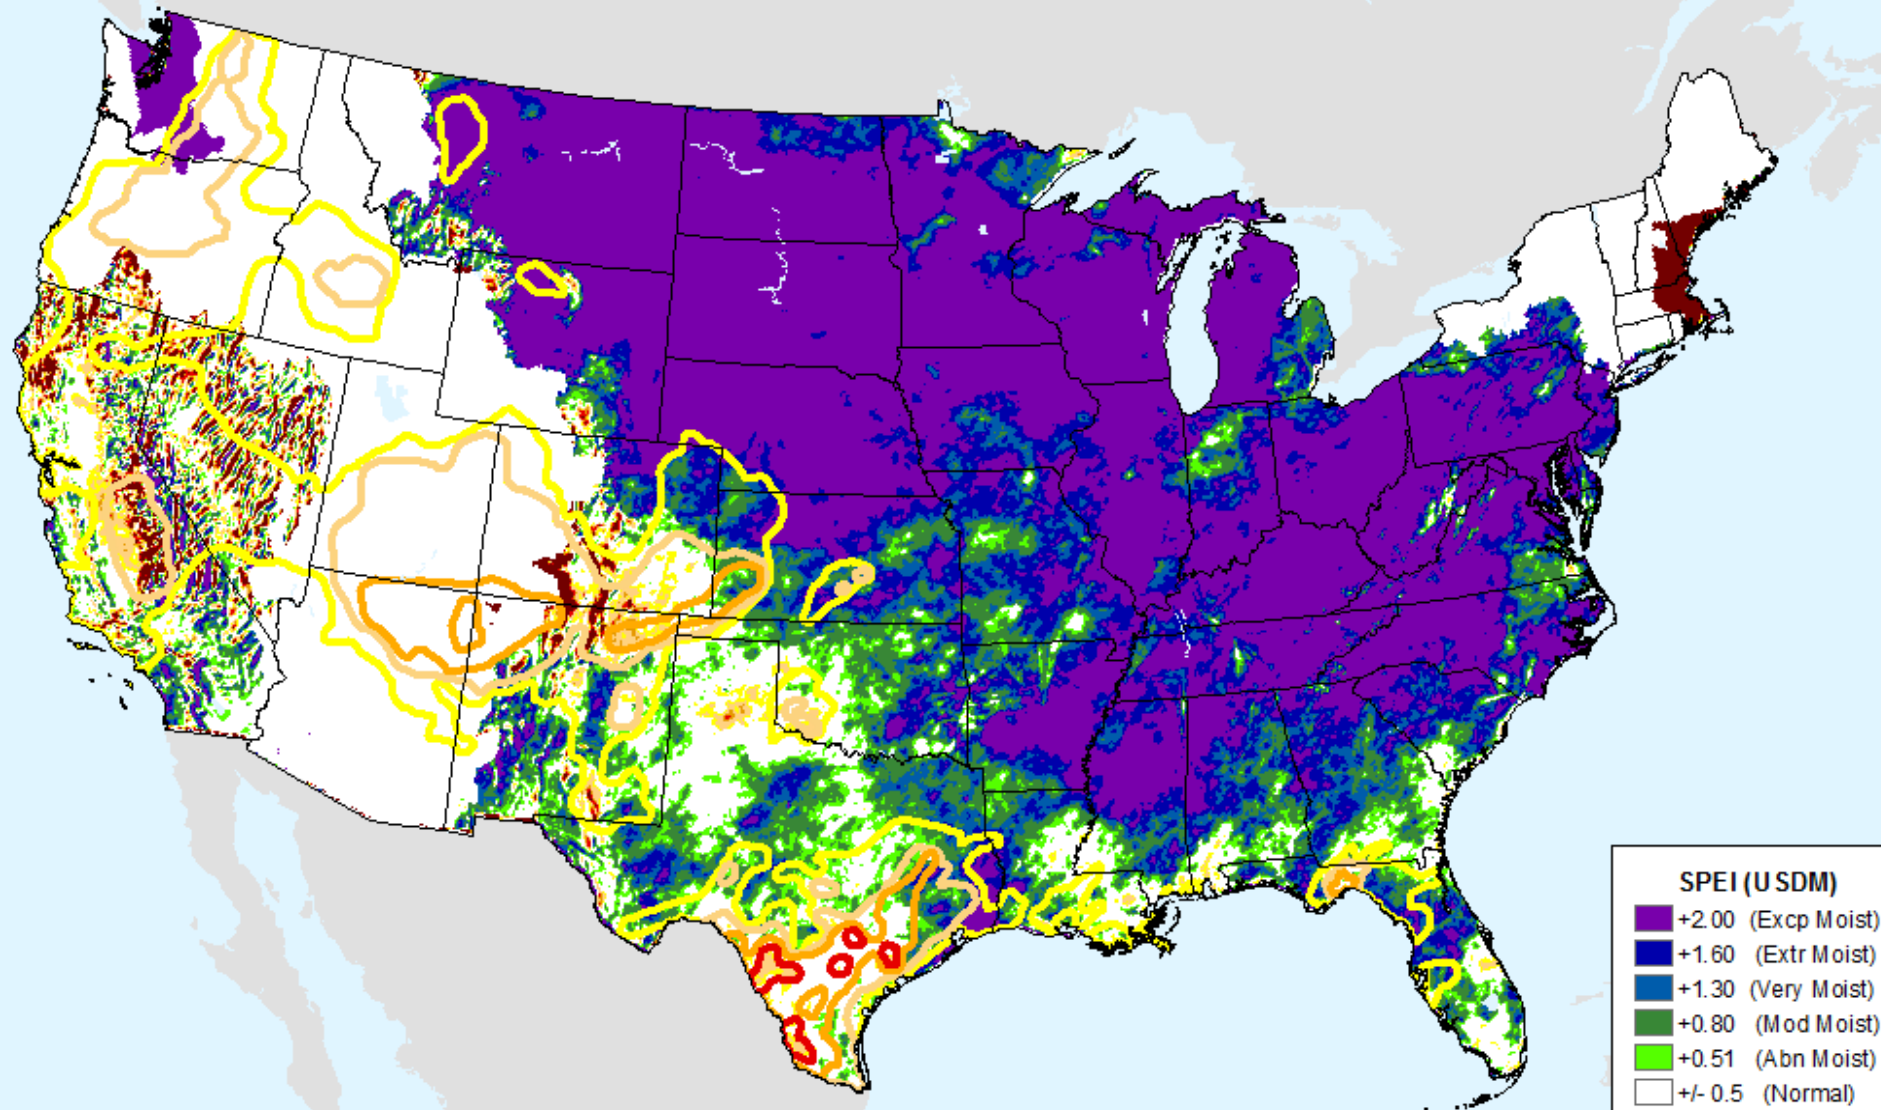 SPEI (USDM)
+2.00 (Excp Moist)
+1.60 (Extr Moist)
+1.30 (Very Moist)
+0.80 (Mod Moist)
+0.51 (Abn Moist)
+/- 0.5 (Normal)